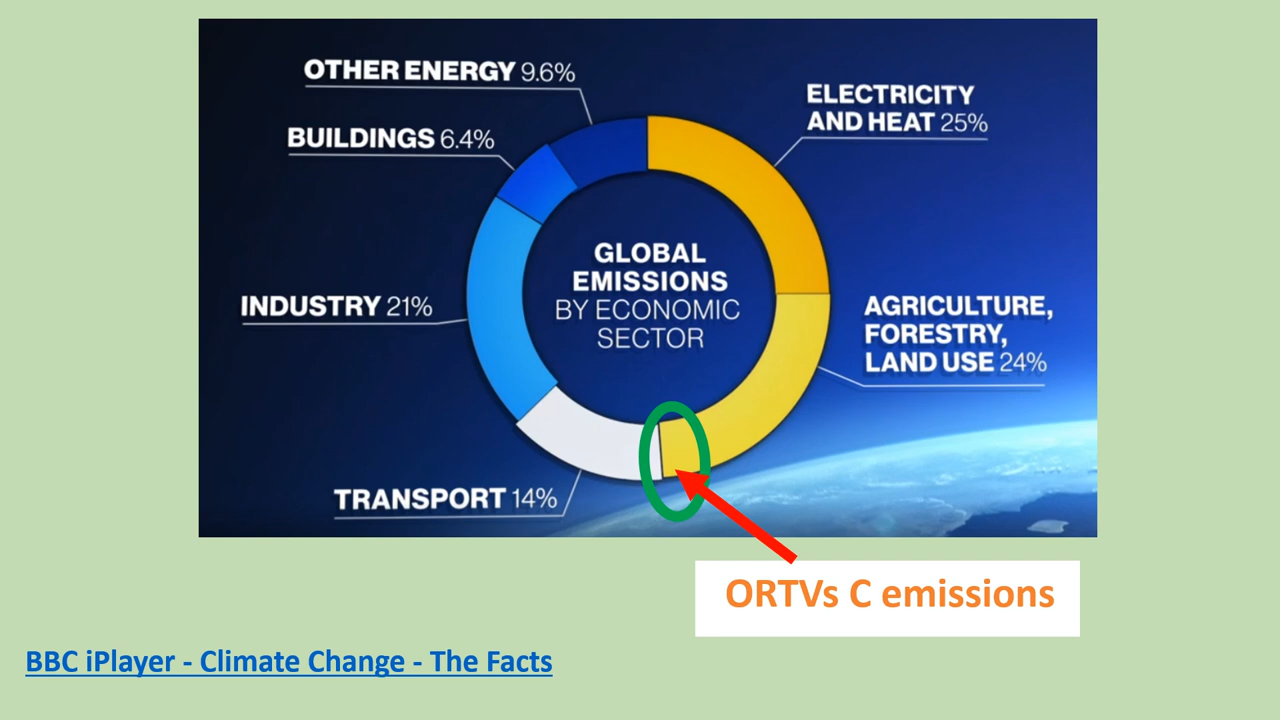 OTHER ENERGY 9.6%
ELECTRICITY
AND HEAT 25%
BUILDINGS 6.4%
GLOBAL
EMISSIONS
BY ECONOMIC
SECTOR
INDUSTRY 21%
AGRICULTURE,
FORESTRY,
LAND USE 24%
TRANSPORT 14%
ORTVs C emissions
BBC iPlayer - Climate Change - The Facts